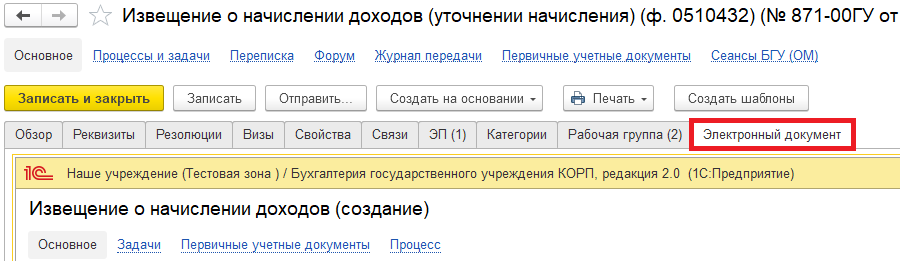 Извещение о начислении доходов (уточнении начисления) (ф. 0510432) (№ 871-00ГУ от
Основное Процессы и задачи Переписка Форум Журнал передачи Первичные учетные документы Сеансы БГУ (ОМ)
Записать и закрыть Записать Отправить... Создать на основании Печать Создать шаблоны
Обзор Реквизиты Резолюции Визы Свойства Связи ЭП (1) Категории Рабочая группа (2) Электронный документ
1С Наше учреждение (Тестовая зона ) / Бухгалтерия государственного учреждения КОРП, редакция 2.0 (1С:Предприятие)
Извещение о начислении доходов (создание)
Основное Задачи Первичные учетные документы Процесс